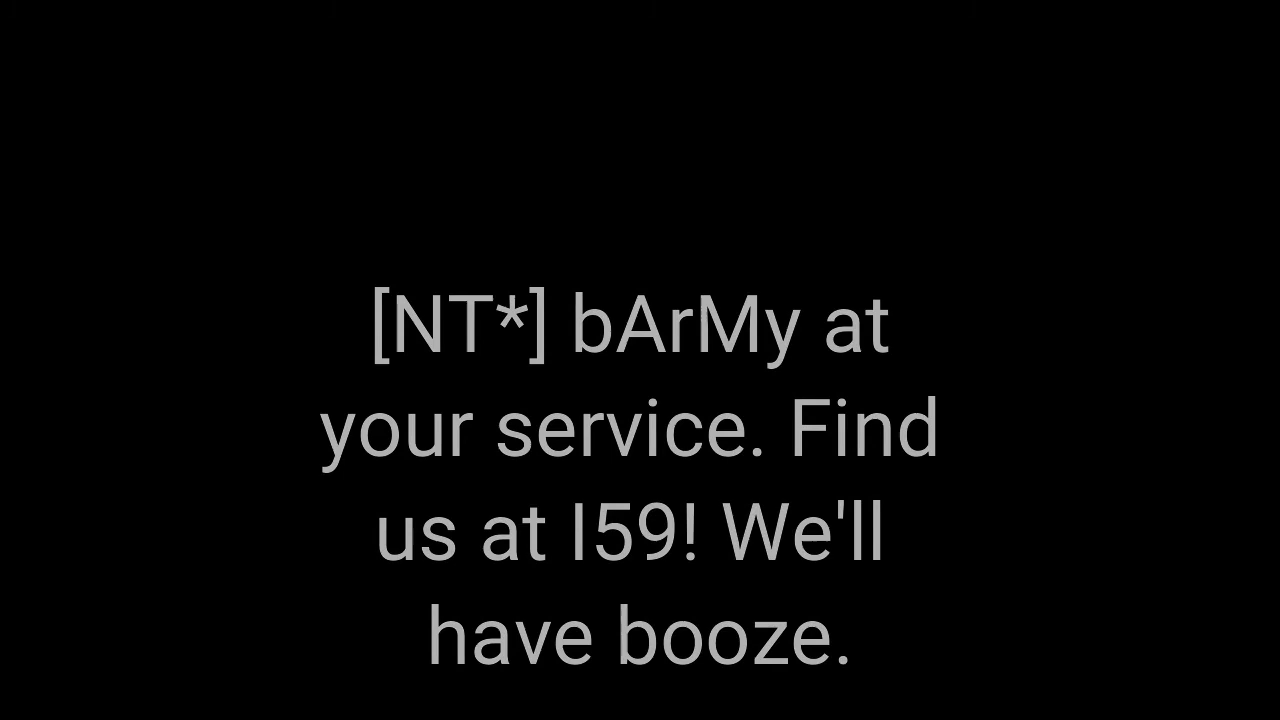 [NT*] bArMy at
your service. Find
us at I59! We'll
have booze.